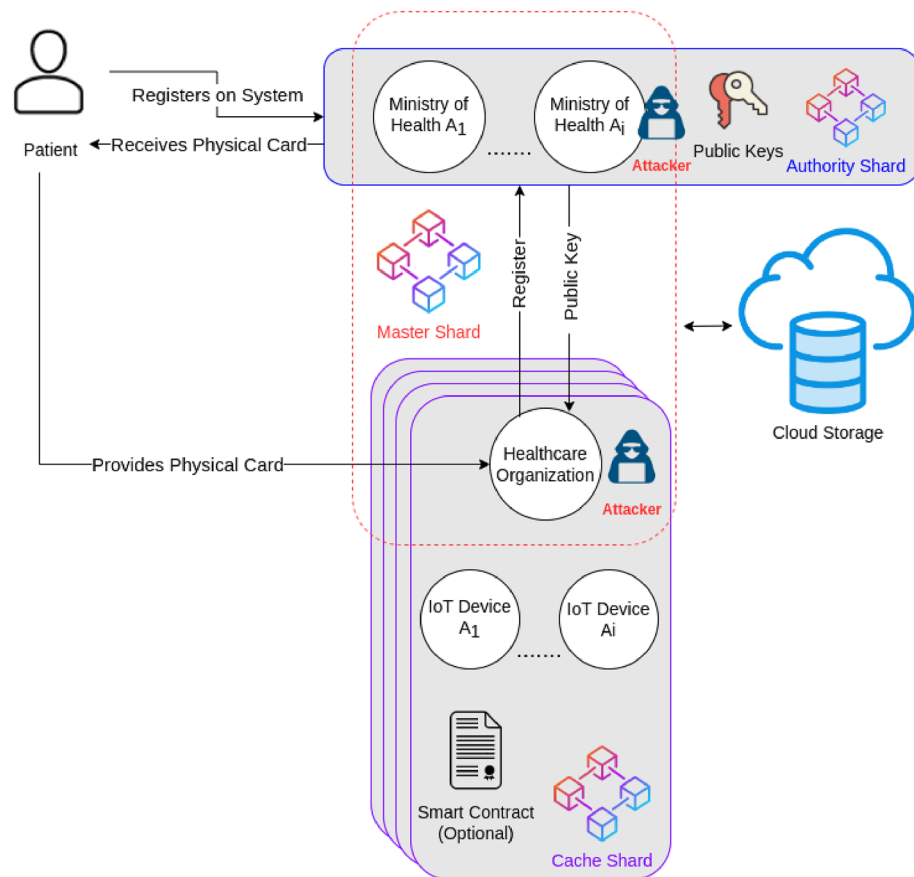 Registers on System
Receives Physical Card
Patient
Ministry of
Health A1
.......
Ministry of
Health Ai
Attacker
Public Keys
Authority Shard
Master Shard
Register
Public Key
Cloud Storage
Provides Physical Card
Healthcare
Organization
Attacker
IoT Device
A1
.......
IoT Device
Ai
Smart Contract
(Optional)
Cache Shard